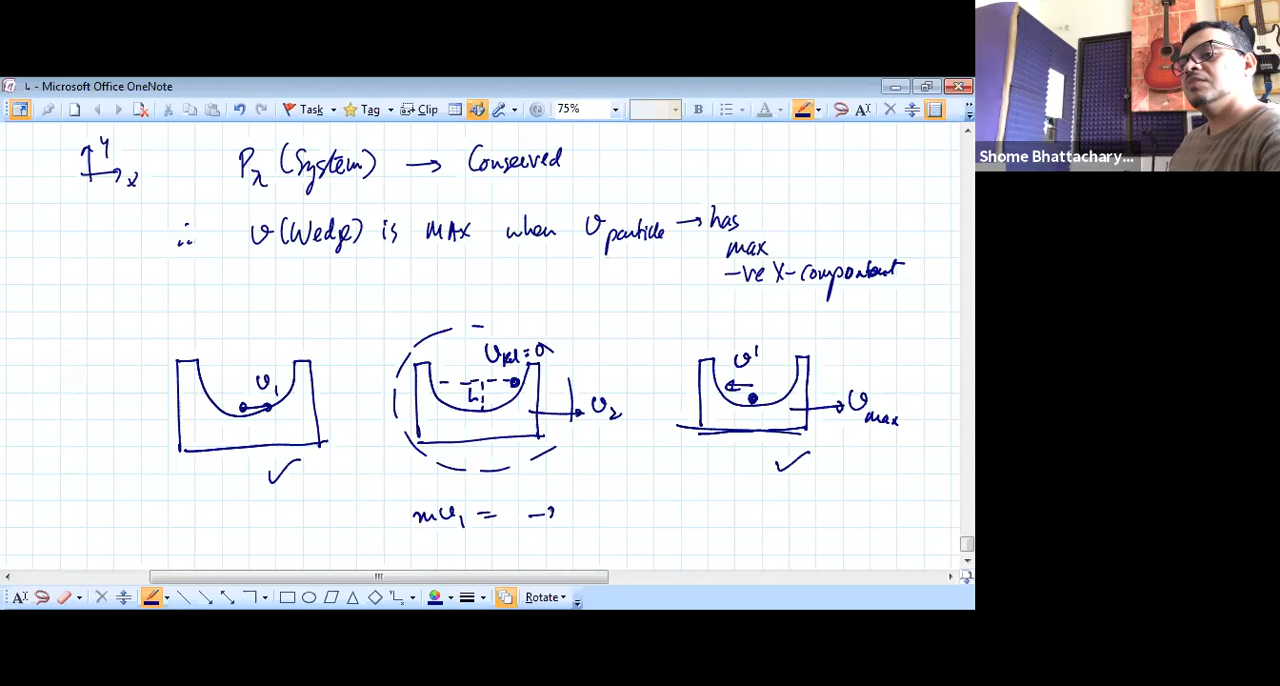 L - Microsoft Office OneNote
Task Tag Clip 75% B A
Y
x
Px (System) → Conserved
∴ v(Wedge) is MAX when v particle → has
max
-ve X-component
v1
vrel = 0
h
v2
v'
vmax
mv1 = →
Rotate
Shome Bhattachary...